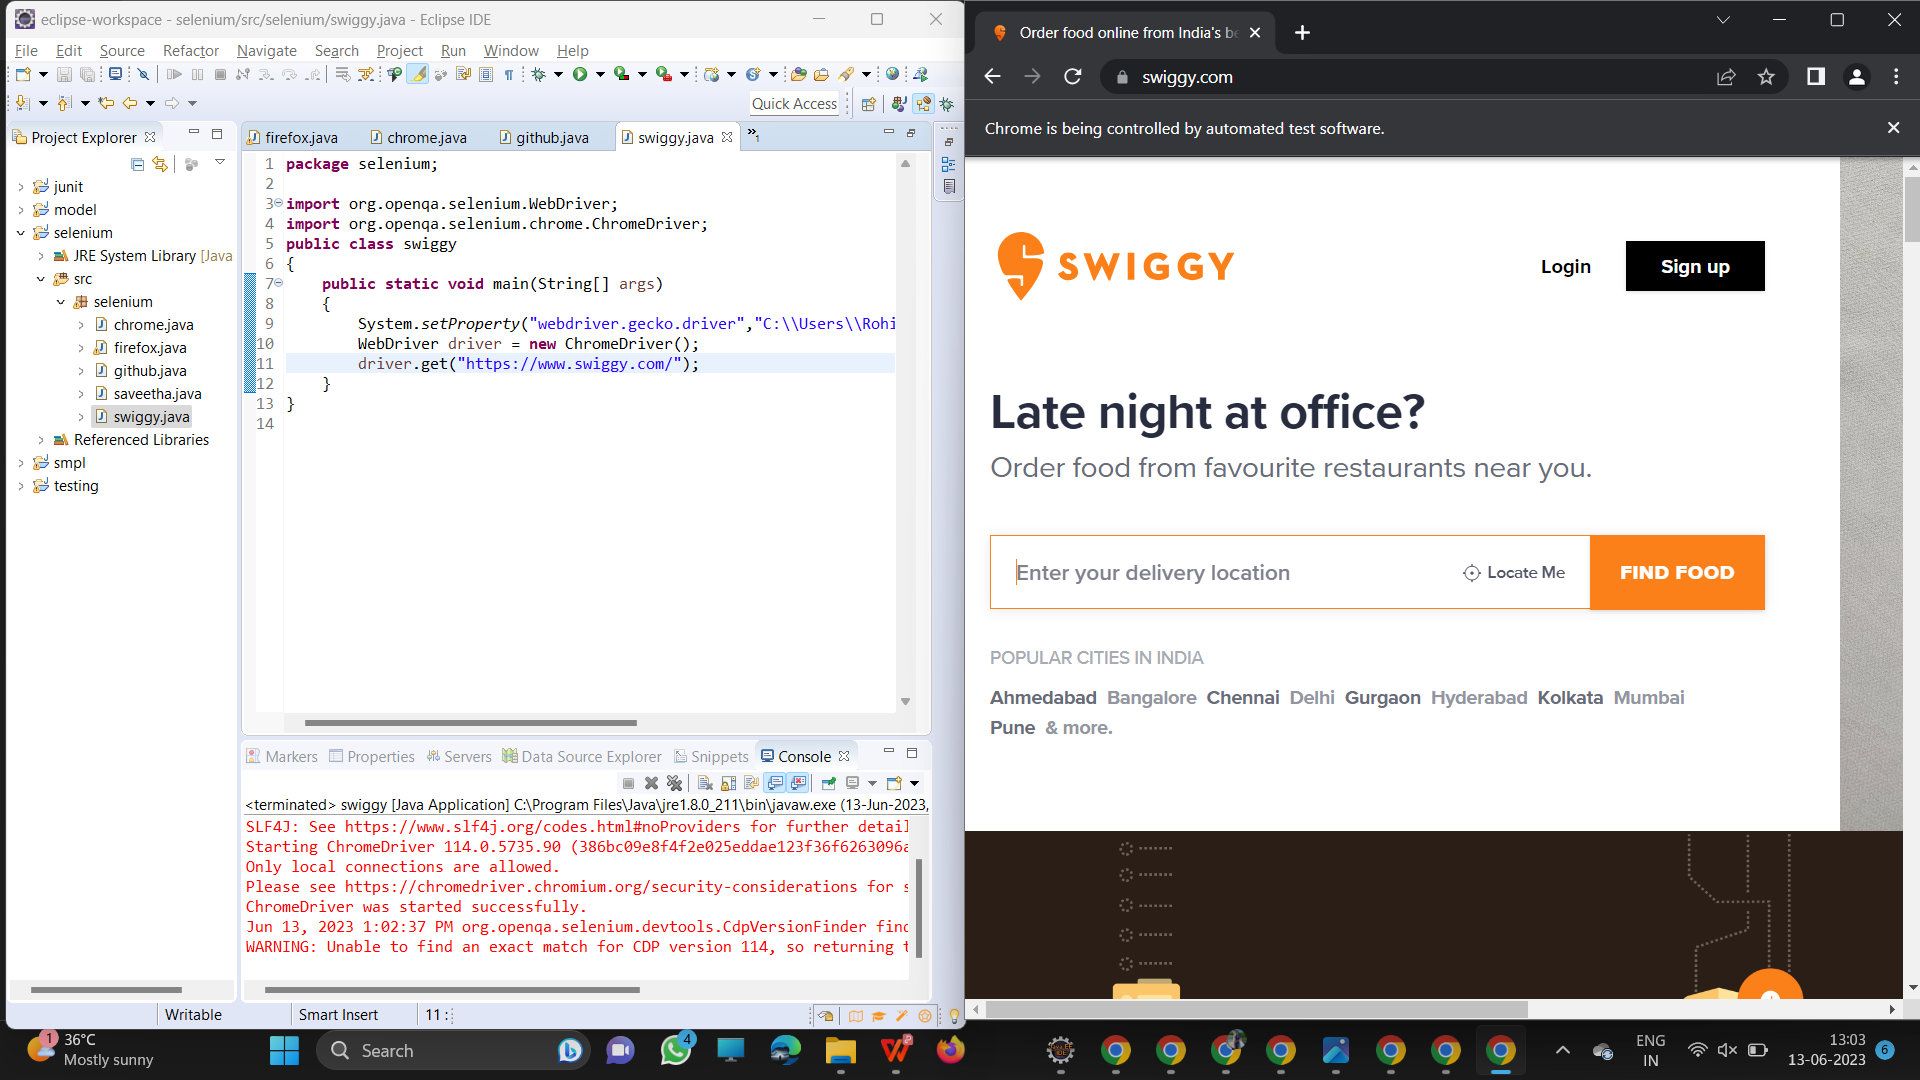 eclipse-workspace - selenium/src/selenium/swiggy.java - Eclipse IDE
File Edit Source Refactor Navigate Search Project Run Window Help
Quick Access
Project Explorer
junit
model
selenium
JRE System Library [Java
src
selenium
chrome.java
firefox.java
github.java
saveetha.java
swiggy.java
Referenced Libraries
smpl
testing
firefox.java chrome.java github.java swiggy.java »1
1 package selenium;
2
3 import org.openqa.selenium.WebDriver;
4 import org.openqa.selenium.chrome.ChromeDriver;
5 public class swiggy
6 {
7 public static void main(String[] args)
8 {
9 System.setProperty("webdriver.gecko.driver","C:\\Users\\Rohi
10 WebDriver driver = new ChromeDriver();
11 driver.get("https://www.swiggy.com/");
12 }
13 }
14
Markers Properties Servers Data Source Explorer Snippets Console
<terminated> swiggy [Java Application] C:\Program Files\Java\jre1.8.0_211\bin\javaw.exe (13-Jun-2023,
SLF4J: See https://www.slf4j.org/codes.html#noProviders for further detail
Starting ChromeDriver 114.0.5735.90 (386bc09e8f4f2e025eddae123f36f6263096a
Only local connections are allowed.
Please see https://chromedriver.chromium.org/security-considerations for s
ChromeDriver was started successfully.
Jun 13, 2023 1:02:37 PM org.openqa.selenium.devtools.CdpVersionFinder find
WARNING: Unable to find an exact match for CDP version 114, so returning t
Writable Smart Insert 11 :
Order food online from India's be
swiggy.com
Chrome is being controlled by automated test software.
SWIGGY
Login Sign up
Late night at office?
Order food from favourite restaurants near you.
Enter your delivery location Locate Me FIND FOOD
POPULAR CITIES IN INDIA
Ahmedabad Bangalore Chennai Delhi Gurgaon Hyderabad Kolkata Mumbai
Pune & more.
1 36°C
Mostly sunny
Search
4
ENG
IN
13:03
13-06-2023
6